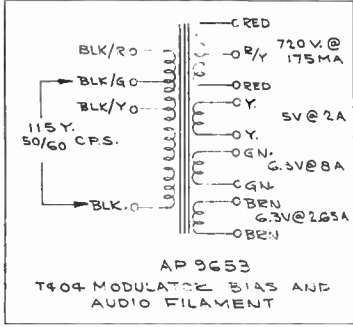 RED
BLK/R
R/Y
720 V. @
175 MA
BLK/G
RED
BLK/Y
Y.
5V @ 2A
115 V.
50/60 C.P.S.
Y.
GN.
6.3V @ 8A
GN.
BLK.
BRN
6.3V @ 2.65A
BRN
AP 9653
T404 MODULATOR BIAS AND
AUDIO FILAMENT